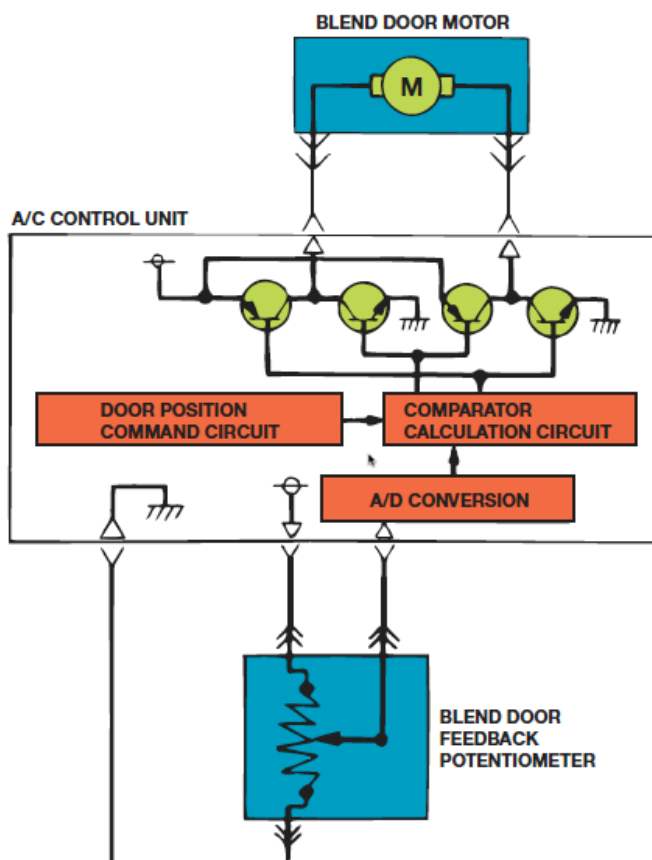 BLEND DOOR MOTOR
M
A/C CONTROL UNIT
DOOR POSITION
COMMAND CIRCUIT
COMPARATOR
CALCULATION CIRCUIT
A/D CONVERSION
BLEND DOOR
FEEDBACK
POTENTIOMETER